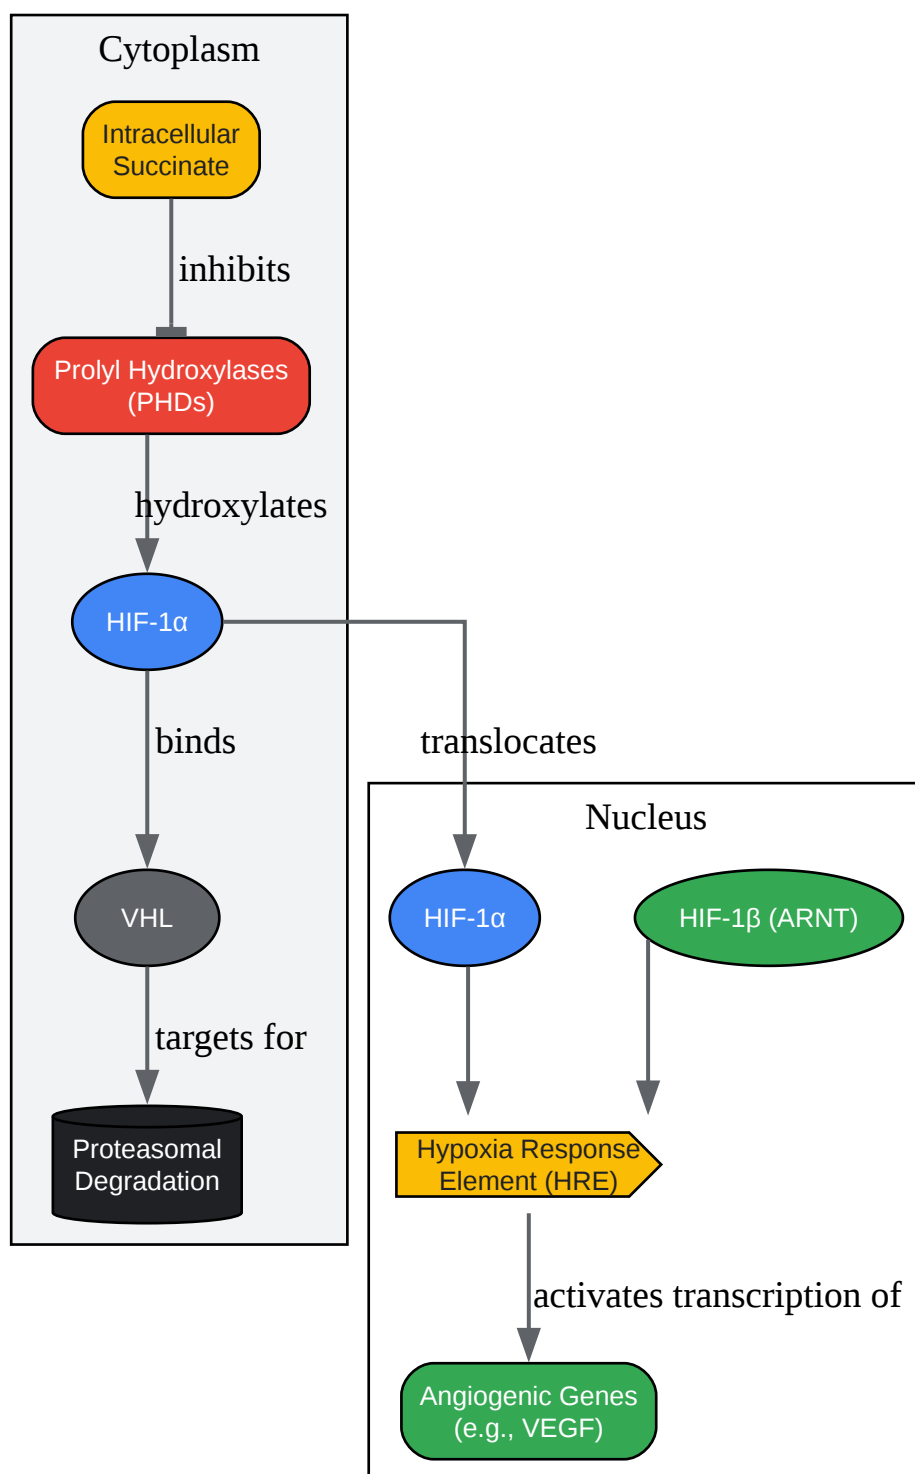 Cytoplasm
Intracellular
Succinate
inhibits
Prolyl Hydroxylases
(PHDs)
hydroxylates
HIF-1α
binds
translocates
Nucleus
VHL
HIF-1α
HIF-1β (ARNT)
targets for
Proteasomal
Degradation
Hypoxia Response
Element (HRE)
activates transcription of
Angiogenic Genes
(e.g., VEGF)